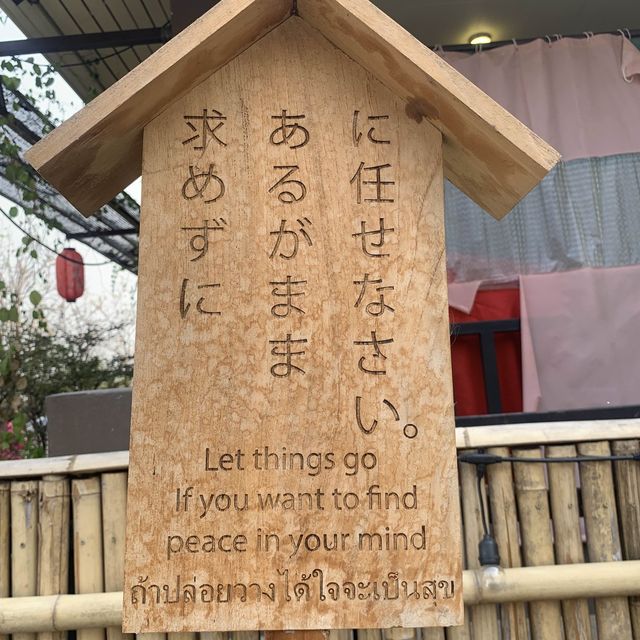 求めずに
あるがまま
に任せなさい。
Let things go
If you want to find
peace in your mind
ถ้าปล่อยวางได้ใจจะเป็นสุข